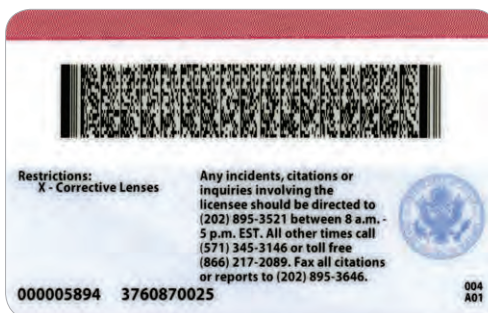 Restrictions:
X - Corrective Lenses
Any incidents, citations or
inquiries involving the
licensee should be directed to
(202) 895-3521 between 8 a.m. -
5 p.m. EST. All other times call
(571) 345-3146 or toll free
(866) 217-2089. Fax all citations
or reports to (202) 895-3646.
000005894 3760870025
004
A01